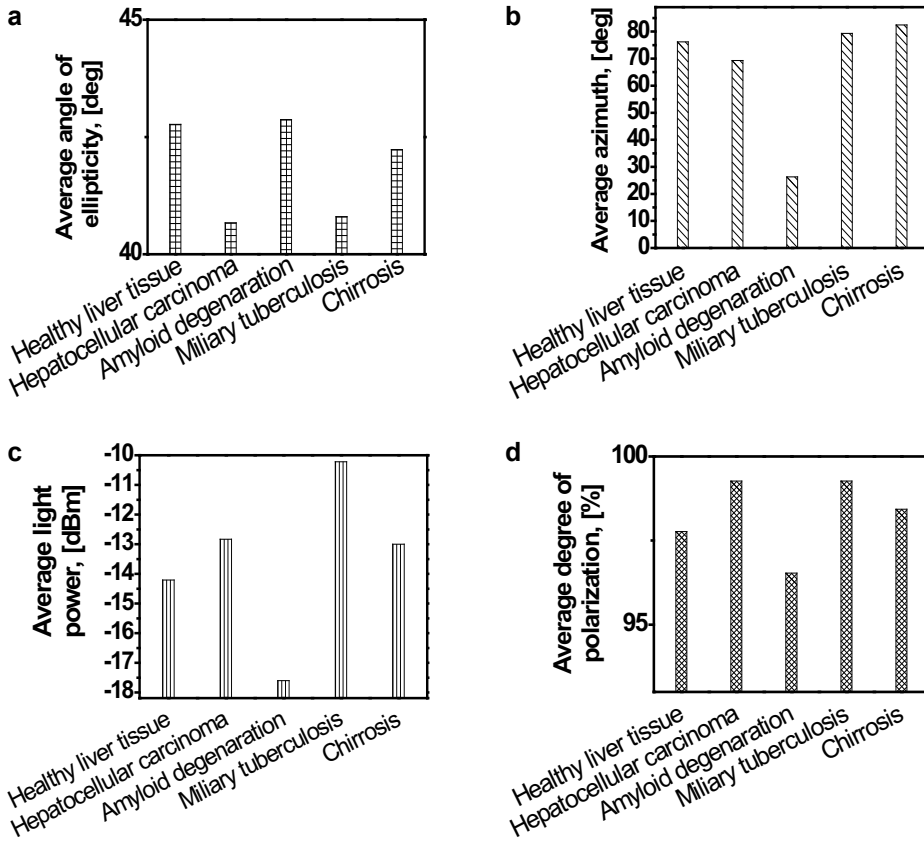 a
Average angle of
ellipticity, [deg]
45
40
Healthy liver tissue
Hepatocellular carcinoma
Amyloid degenaration
Miliary tuberculosis
Chirrosis
b
Average azimuth, [deg]
80
70
60
50
40
30
20
10
0
Healthy liver tissue
Hepatocellular carcinoma
Amyloid degenaration
Miliary tuberculosis
Chirrosis
c
Average light
power, [dBm]
-10
-11
-12
-13
-14
-15
-16
-17
-18
Healthy liver tissue
Hepatocellular carcinoma
Amyloid degenaration
Miliary tuberculosis
Chirrosis
d
Average degree of
polarization, [%]
100
95
Healthy liver tissue
Hepatocellular carcinoma
Amyloid degenaration
Miliary tuberculosis
Chirrosis